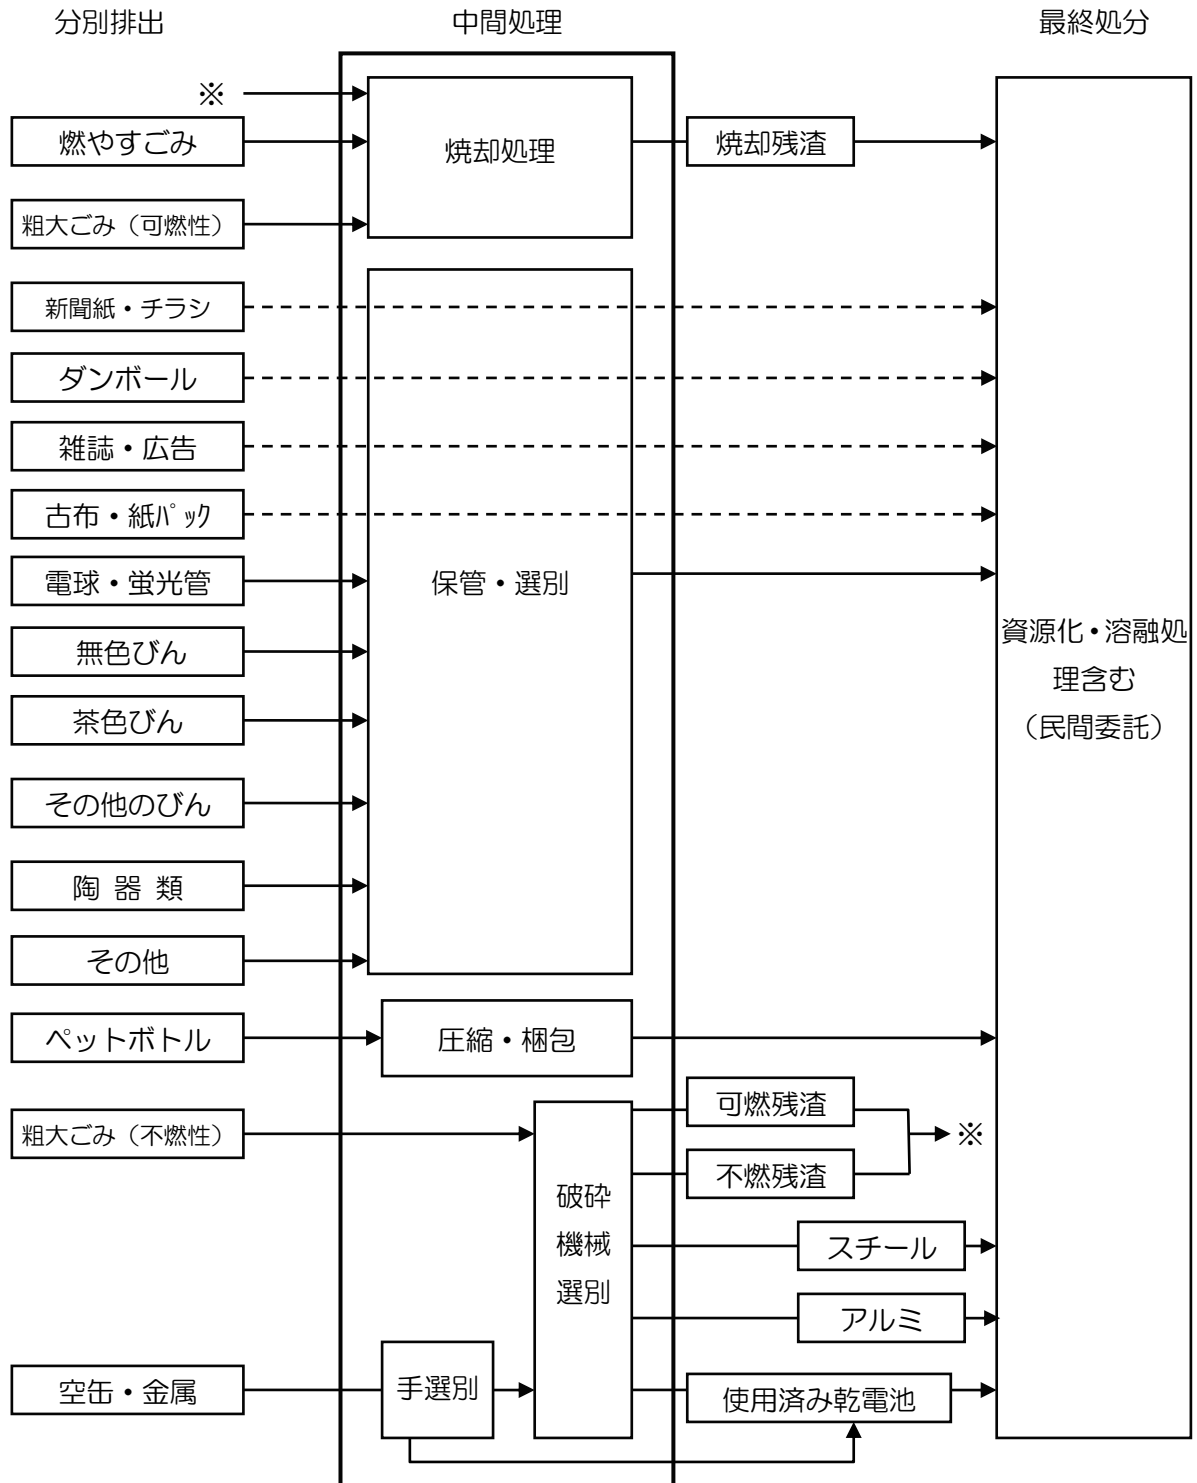 分別排出
中間処理
最終処分
※
燃やすごみ
焼却処理
焼却残渣
粗大ごみ（可燃性）
新聞紙・チラシ
ダンボール
雑誌・広告
古布・紙ﾊﾟｯｸ
電球・蛍光管
保管・選別
無色びん
茶色びん
その他のびん
陶 器 類
その他
資源化・溶融処
理含む
（民間委託）
ペットボトル
圧縮・梱包
粗大ごみ（不燃性）
破砕
機械
選別
可燃残渣
※
不燃残渣
スチール
アルミ
空缶・金属
手選別
使用済み乾電池